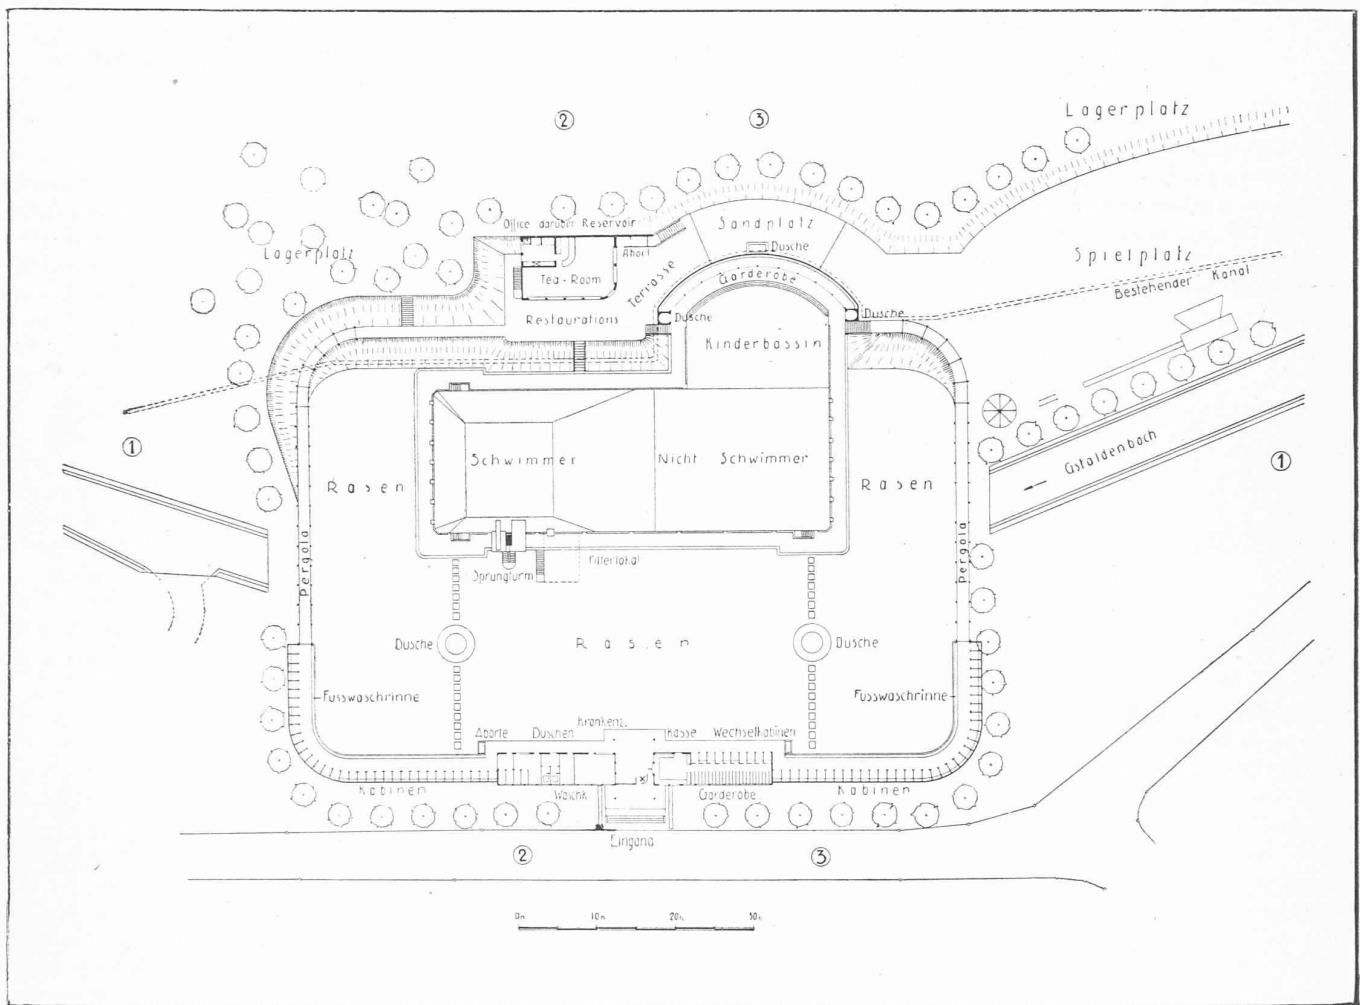 Lagerplatz
② ③
Office darüber Reservoir
Sandplatz
Abort
Dusche
Lagerplatz
Spielplatz
Tea-Room
Terrasse
Garderobe
Bestehender Kanal
Restaurations
Dusche
Dusche
Kinderbassin
①
Schwimmer
Nicht Schwimmer
Gstaldenbach
①
Rasen
Rasen
Pergola
Pergola
Sprungturm
Filterlokal
Dusche
Rasen
Dusche
Fusswaschrinne
Fusswaschrinne
Krankenz.
Aborte Duschen
Kasse Wechselkabinen
Kabinen
Waschk.
Garderobe
Kabinen
Eingang
② ③
0m 10m 20m 30m